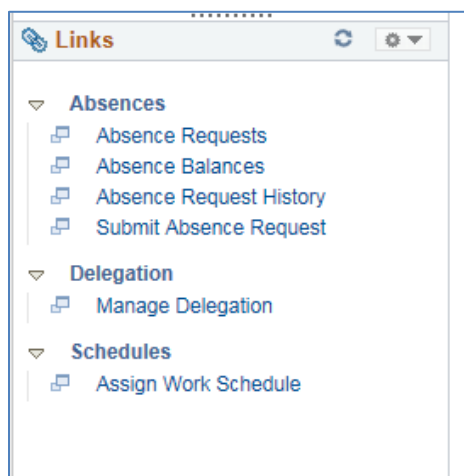 Links
Absences
Absence Requests
Absence Balances
Absence Request History
Submit Absence Request
Delegation
Manage Delegation
Schedules
Assign Work Schedule